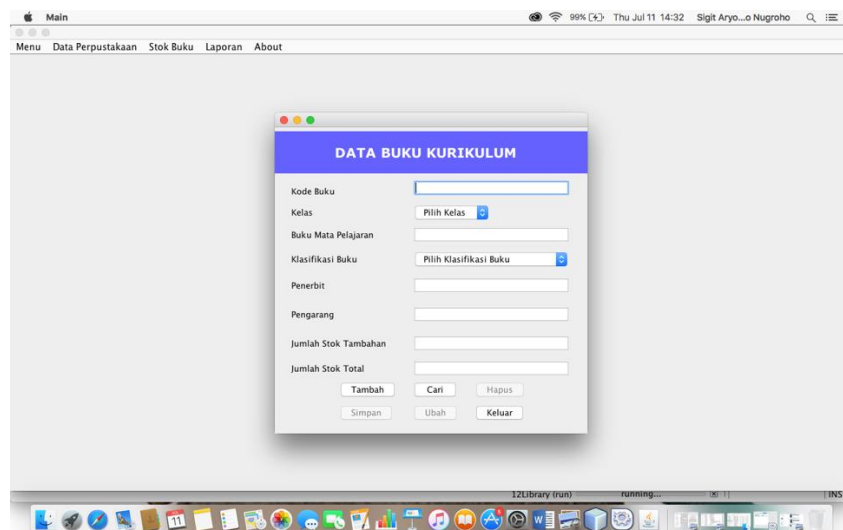 Main 99% Thu Jul 11 14:32 Sigit Aryo...o Nugroho
Menu Data Perpustakaan Stok Buku Laporan About
DATA BUKU KURIKULUM
Kode Buku
Kelas Pilih Kelas
Buku Mata Pelajaran
Klasifikasi Buku Pilih Klasifikasi Buku
Penerbit
Pengarang
Jumlah Stok Tambahan
Jumlah Stok Total
Tambah Cari Hapus
Simpan Ubah Keluar
12Library (run) running... INS
11